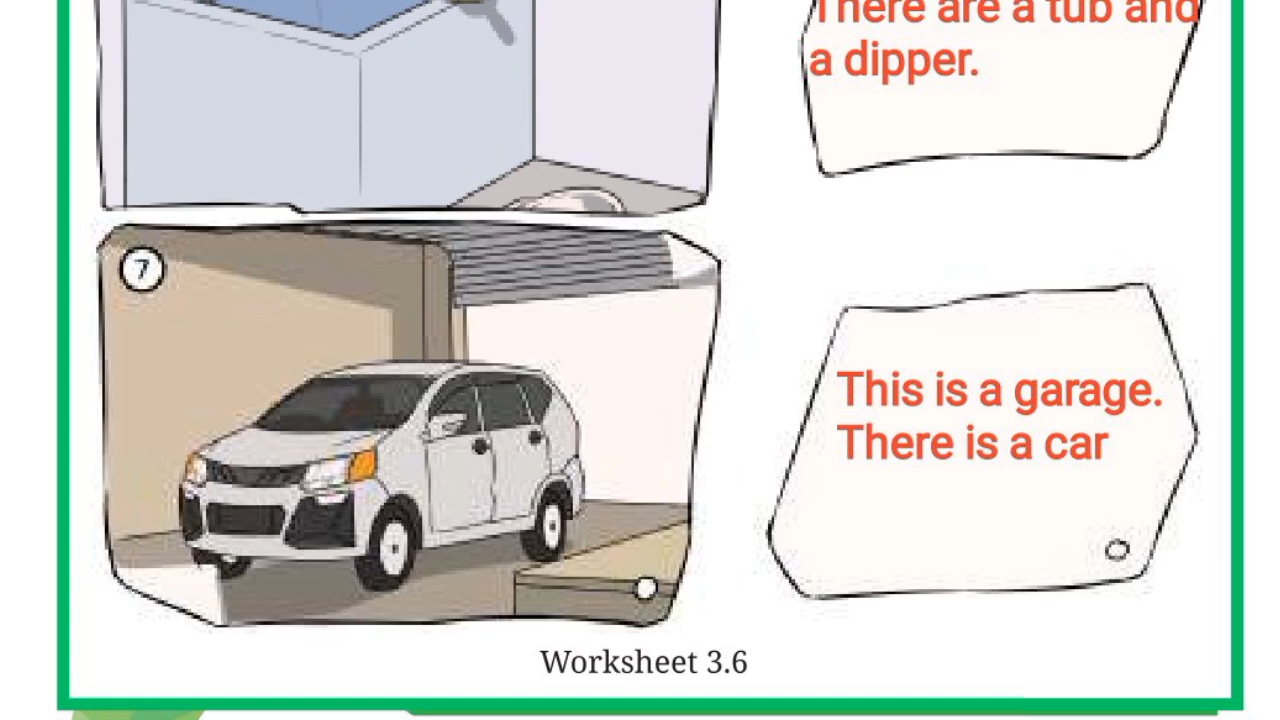 There are a tub and
a dipper.
7
This is a garage.
There is a car
Worksheet 3.6